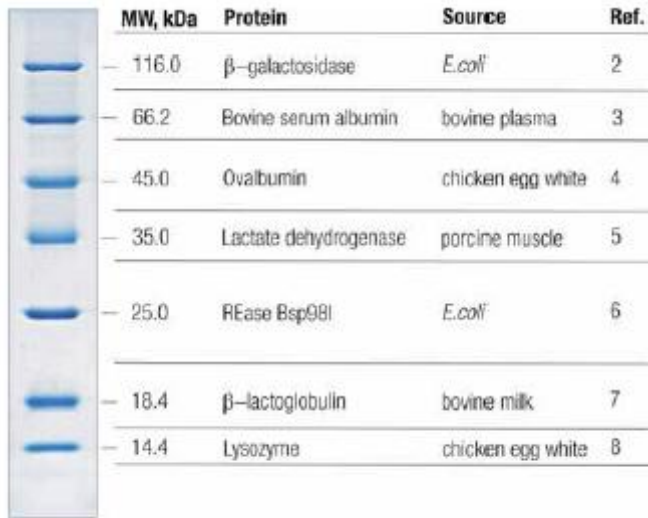 MW, kDa Protein Source Ref.
116.0 β-galactosidase E.coli 2
66.2 Bovine serum albumin bovine plasma 3
45.0 Ovalbumin chicken egg white 4
35.0 Lactate dehydrogenase porcine muscle 5
25.0 REase Bsp98I E.coli 6
18.4 β-lactoglobulin bovine milk 7
14.4 Lysozyme chicken egg white 8